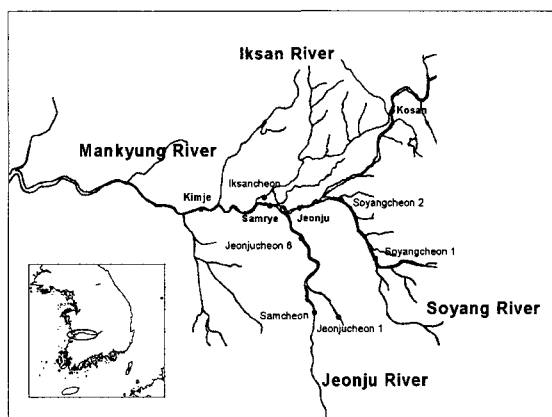 Iksan River
Kosan
Mankyung River
Kimje
Iksancheon
Samrye
Jeonju
Soyangcheon 2
Jeonjucheon 6
Soyangcheon 1
Samcheon
Jeonjucheon 1
Soyang River
Jeonju River